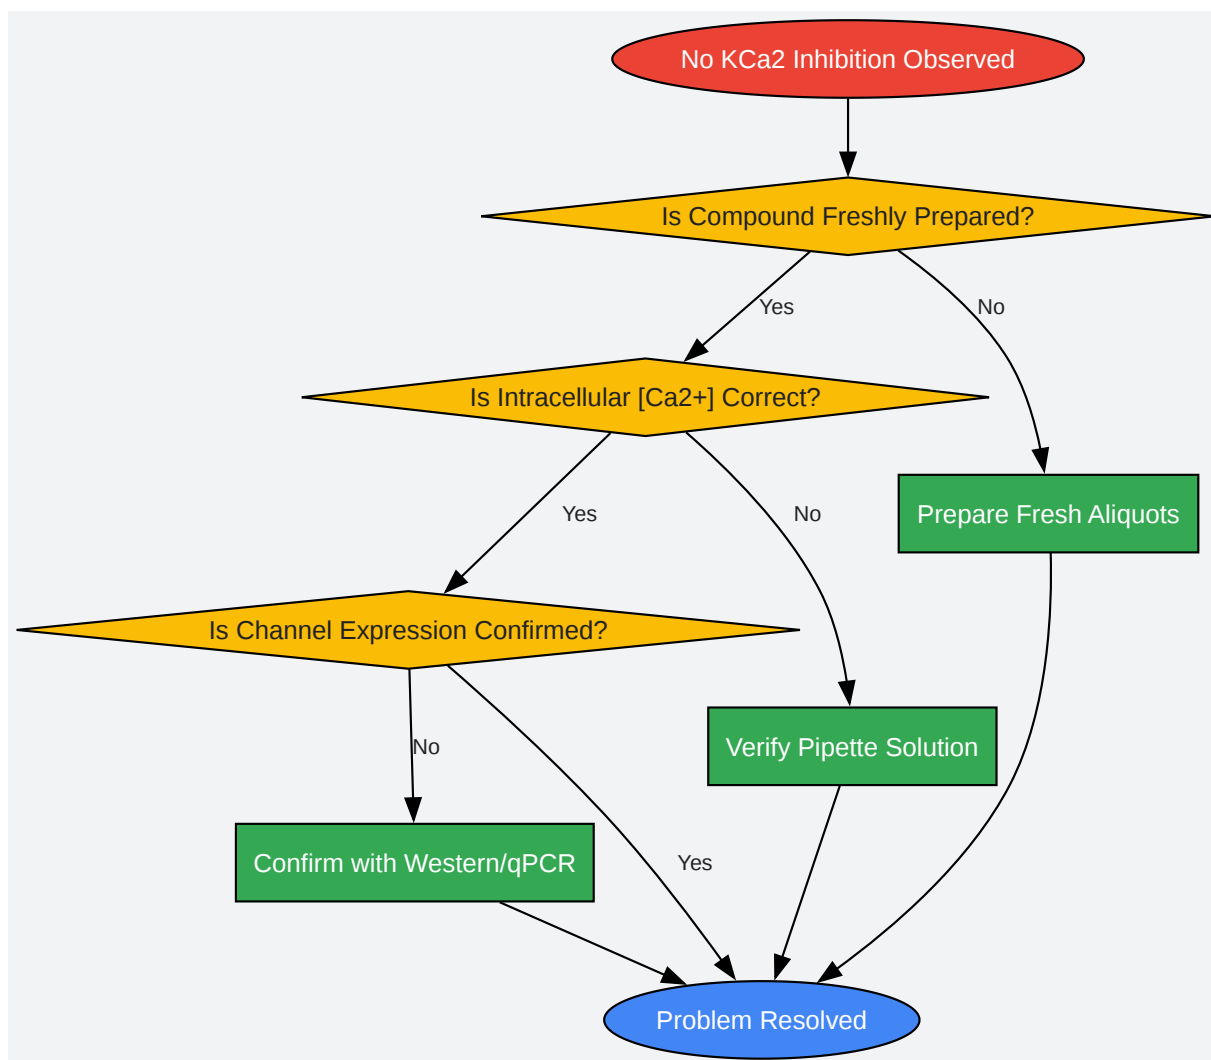 No KCa2 Inhibition Observed
Is Compound Freshly Prepared?
Yes
No
Is Intracellular [Ca2+] Correct?
Yes
No
Prepare Fresh Aliquots
Is Channel Expression Confirmed?
No
Verify Pipette Solution
Confirm with Western/qPCR
Yes
Problem Resolved